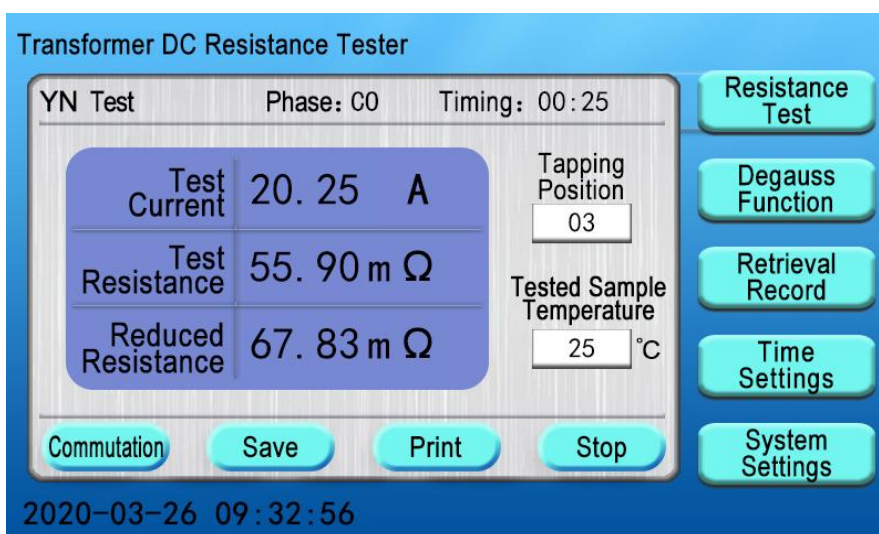 Transformer DC Resistance Tester
YN Test Phase: C0 Timing: 00:25
Test
Current 20.25 A
Test
Resistance 55.90 mΩ
Reduced
Resistance 67.83 mΩ
Tapping
Position
03
Tested Sample
Temperature
25 °C
Commutation Save Print Stop
Resistance
Test
Degauss
Function
Retrieval
Record
Time
Settings
System
Settings
2020-03-26 09:32:56